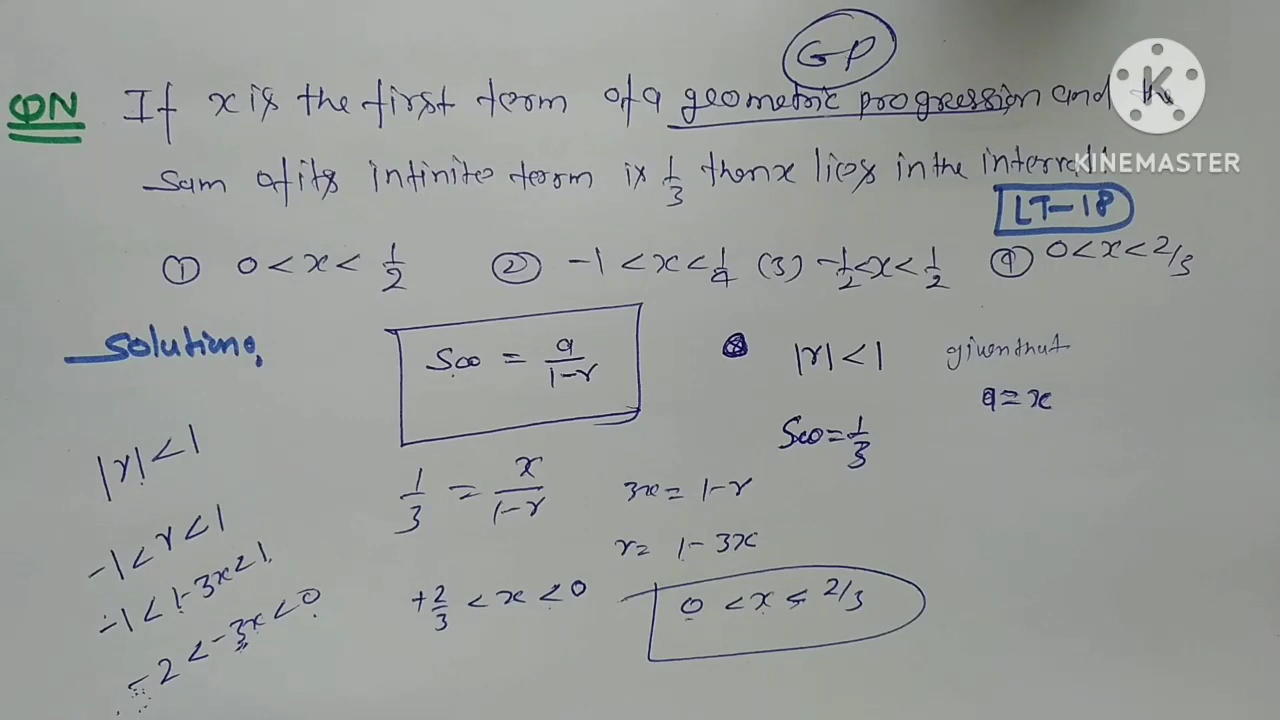 GP
QN If x is the first term of a geometric progression and the
Sum of its infinite term is 1/3 then x lies in the interval:
KINEMASTER
LT-18
① 0 < x < 1/2 ② -1 < x < 1/4 (3) -1/2 < x < 1/2 ④ 0 < x < 2/3
Solution,
S∞ = a/1-r
|r| < 1 given that
a = x
S∞ = 1/3
|r| < 1
-1 < r < 1
-1 < 1-3x < 1
-2 < -3x < 0
1/3 = x/1-r 3x = 1-r
r = 1-3x
+2/3 < x < 0
0 < x < 2/3